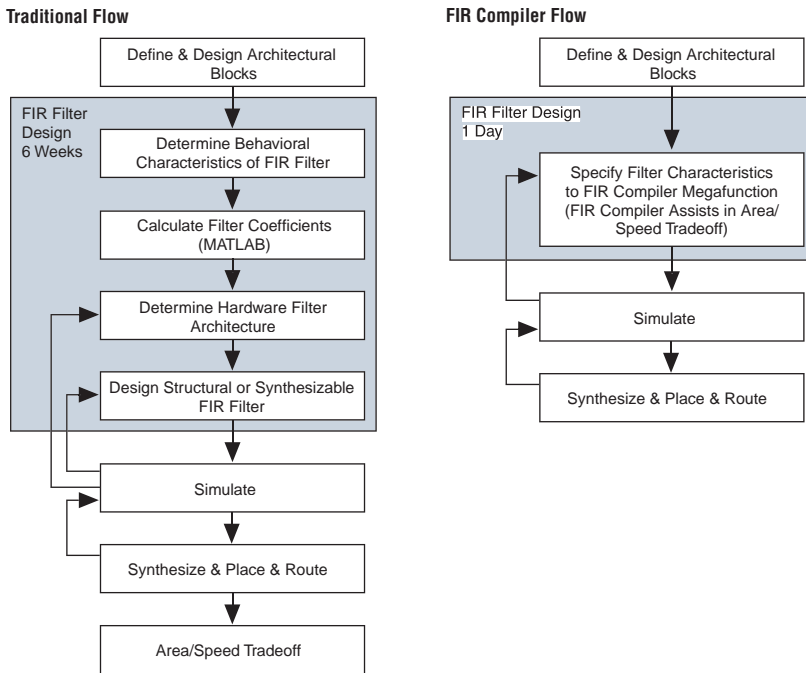 Traditional Flow
Define & Design Architectural
Blocks
FIR Filter
Design
6 Weeks
Determine Behavioral
Characteristics of FIR Filter
Calculate Filter Coefficients
(MATLAB)
Determine Hardware Filter
Architecture
Design Structural or Synthesizable
FIR Filter
Simulate
Synthesize & Place & Route
Area/Speed Tradeoff
FIR Compiler Flow
Define & Design Architectural
Blocks
FIR Filter Design
1 Day
Specify Filter Characteristics
to FIR Compiler Megafunction
(FIR Compiler Assists in Area/
Speed Tradeoff)
Simulate
Synthesize & Place & Route